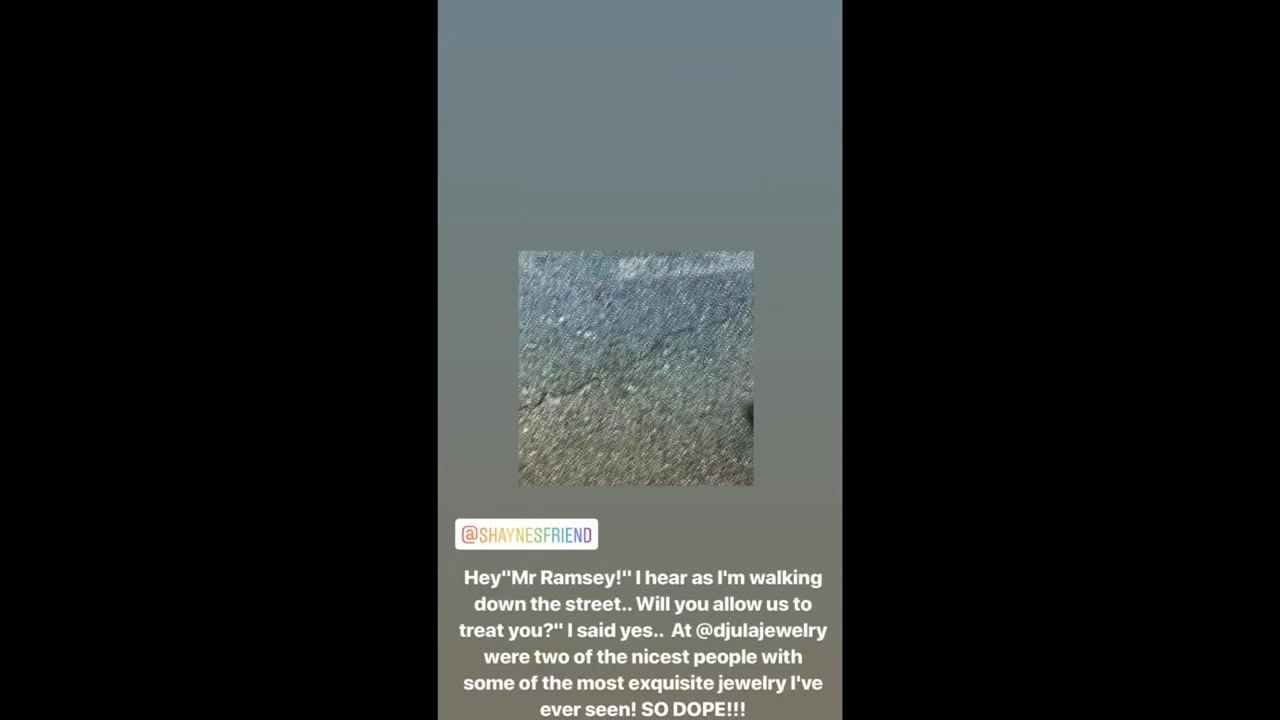 @SHAYNESFRIEND
Hey"Mr Ramsey!" I hear as I'm walking
down the street.. Will you allow us to
treat you?" I said yes.. At @djulajewelry
were two of the nicest people with
some of the most exquisite jewelry I've
ever seen! SO DOPE!!!